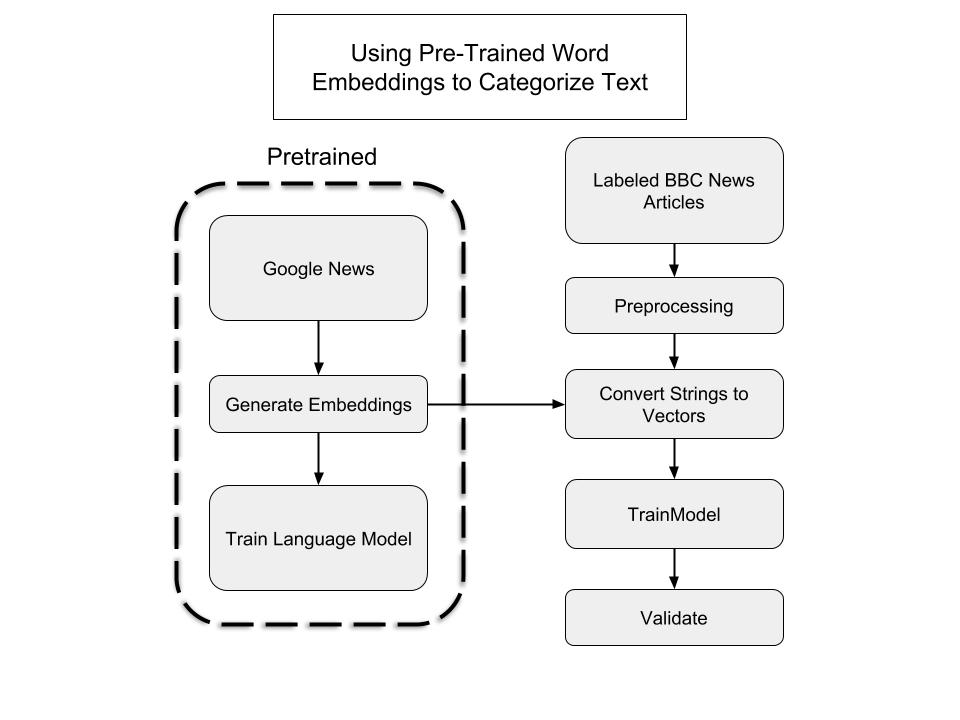 Using Pre-Trained Word
Embeddings to Categorize Text
Pretrained
Google News
Generate Embeddings
Train Language Model
Labeled BBC News
Articles
Preprocessing
Convert Strings to
Vectors
TrainModel
Validate